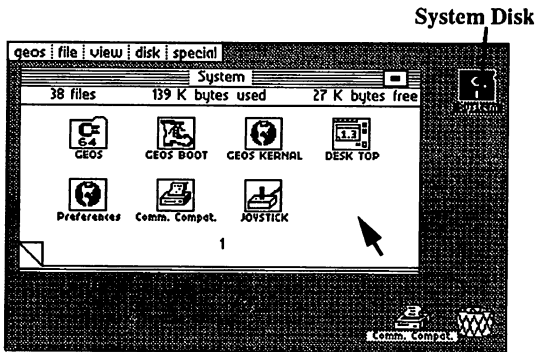 System Disk
geos file view disk special
System
38 files 139 K bytes used 27 K bytes free
System
C= 64 1.3
GEOS GEOS BOOT GEOS KERNAL DESK TOP
Preferences Comm. Compat. JOYSTICK
1
Comm. Compat.